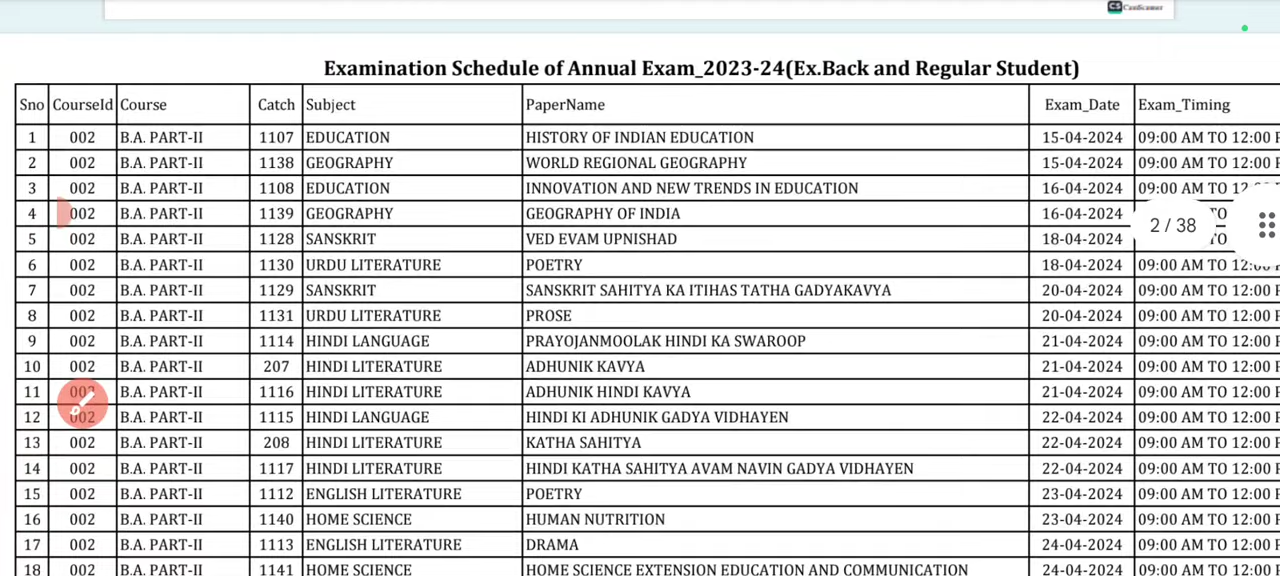 CS CamScanner
Examination Schedule of Annual Exam_2023-24(Ex.Back and Regular Student)
Sno CourseId Course Catch Subject PaperName Exam_Date Exam_Timing
1 002 B.A. PART-II 1107 EDUCATION HISTORY OF INDIAN EDUCATION 15-04-2024 09:00 AM TO 12:00 P
2 002 B.A. PART-II 1138 GEOGRAPHY WORLD REGIONAL GEOGRAPHY 15-04-2024 09:00 AM TO 12:00 P
3 002 B.A. PART-II 1108 EDUCATION INNOVATION AND NEW TRENDS IN EDUCATION 16-04-2024 09:00 AM TO
4 002 B.A. PART-II 1139 GEOGRAPHY GEOGRAPHY OF INDIA 16-04-2024 TO
2 / 38
5 002 B.A. PART-II 1128 SANSKRIT VED EVAM UPNISHAD 18-04-2024 TO
6 002 B.A. PART-II 1130 URDU LITERATURE POETRY 18-04-2024 09:00 AM TO 12:00 P
7 002 B.A. PART-II 1129 SANSKRIT SANSKRIT SAHITYA KA ITIHAS TATHA GADYAKAVYA 20-04-2024 09:00 AM TO 12:00 P
8 002 B.A. PART-II 1131 URDU LITERATURE PROSE 20-04-2024 09:00 AM TO 12:00 P
9 002 B.A. PART-II 1114 HINDI LANGUAGE PRAYOJANMOOLAK HINDI KA SWAROOP 21-04-2024 09:00 AM TO 12:00 P
10 002 B.A. PART-II 207 HINDI LITERATURE ADHUNIK KAVYA 21-04-2024 09:00 AM TO 12:00 P
11 002 B.A. PART-II 1116 HINDI LITERATURE ADHUNIK HINDI KAVYA 21-04-2024 09:00 AM TO 12:00 P
12 002 B.A. PART-II 1115 HINDI LANGUAGE HINDI KI ADHUNIK GADYA VIDHAYEN 22-04-2024 09:00 AM TO 12:00 P
13 002 B.A. PART-II 208 HINDI LITERATURE KATHA SAHITYA 22-04-2024 09:00 AM TO 12:00 P
14 002 B.A. PART-II 1117 HINDI LITERATURE HINDI KATHA SAHITYA AVAM NAVIN GADYA VIDHAYEN 22-04-2024 09:00 AM TO 12:00 P
15 002 B.A. PART-II 1112 ENGLISH LITERATURE POETRY 23-04-2024 09:00 AM TO 12:00 P
16 002 B.A. PART-II 1140 HOME SCIENCE HUMAN NUTRITION 23-04-2024 09:00 AM TO 12:00 P
17 002 B.A. PART-II 1113 ENGLISH LITERATURE DRAMA 24-04-2024 09:00 AM TO 12:00 P
18 002 B.A. PART-II 1141 HOME SCIENCE HOME SCIENCE EXTENSION EDUCATION AND COMMUNICATION 24-04-2024 09:00 AM TO 12:00 P